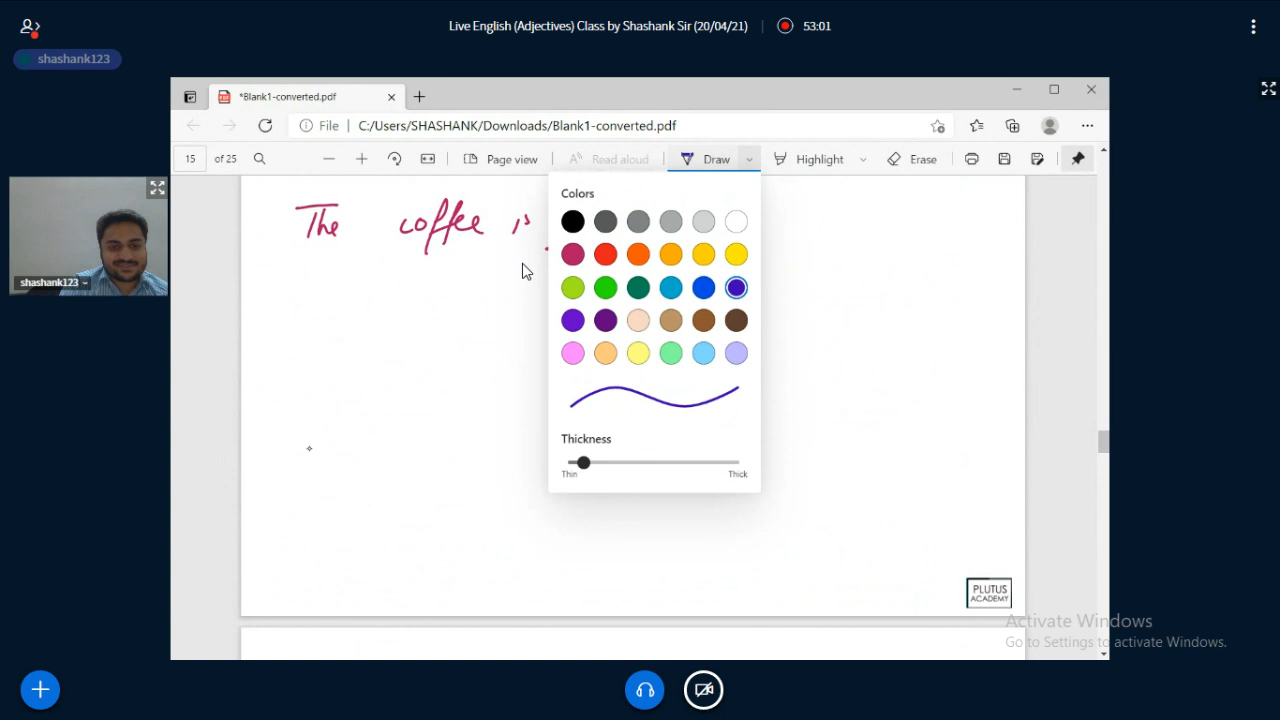 Live English (Adjectives) Class by Shashank Sir (20/04/21)
53:01
shashank123
*Blank1-converted.pdf
File
C:/Users/SHASHANK/Downloads/Blank1-converted.pdf
15 of 25
Page view
Read aloud
Draw
Highlight
Erase
The coffee is
Colors
Thickness
Thin
Thick
shashank123
PLUTUS
ACADEMY
Activate Windows
Go to Settings to activate Windows.